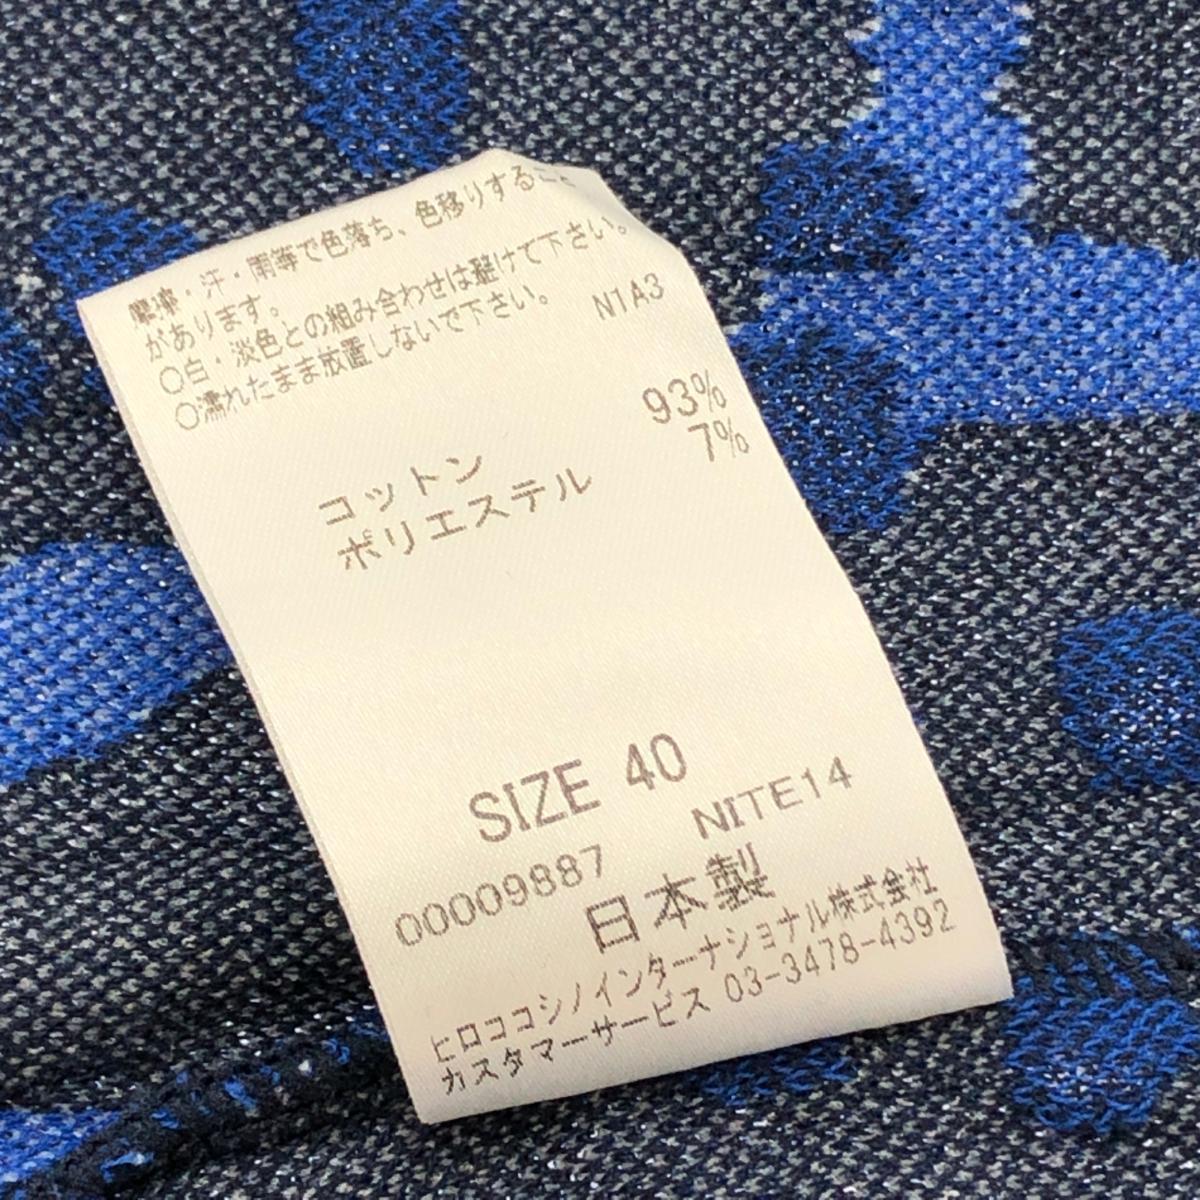 摩擦・汗・雨等で色落ち、色移りすること
があります。
○白・淡色との組み合わせは避けて下さい。
○濡れたまま放置しないで下さい。
N1A3
コットン 93%
ポリエステル 7%
SIZE 40
00009887 NITE14
日本製
ヒロココシノインターナショナル株式会社
カスタマーサービス 03-3478-4392